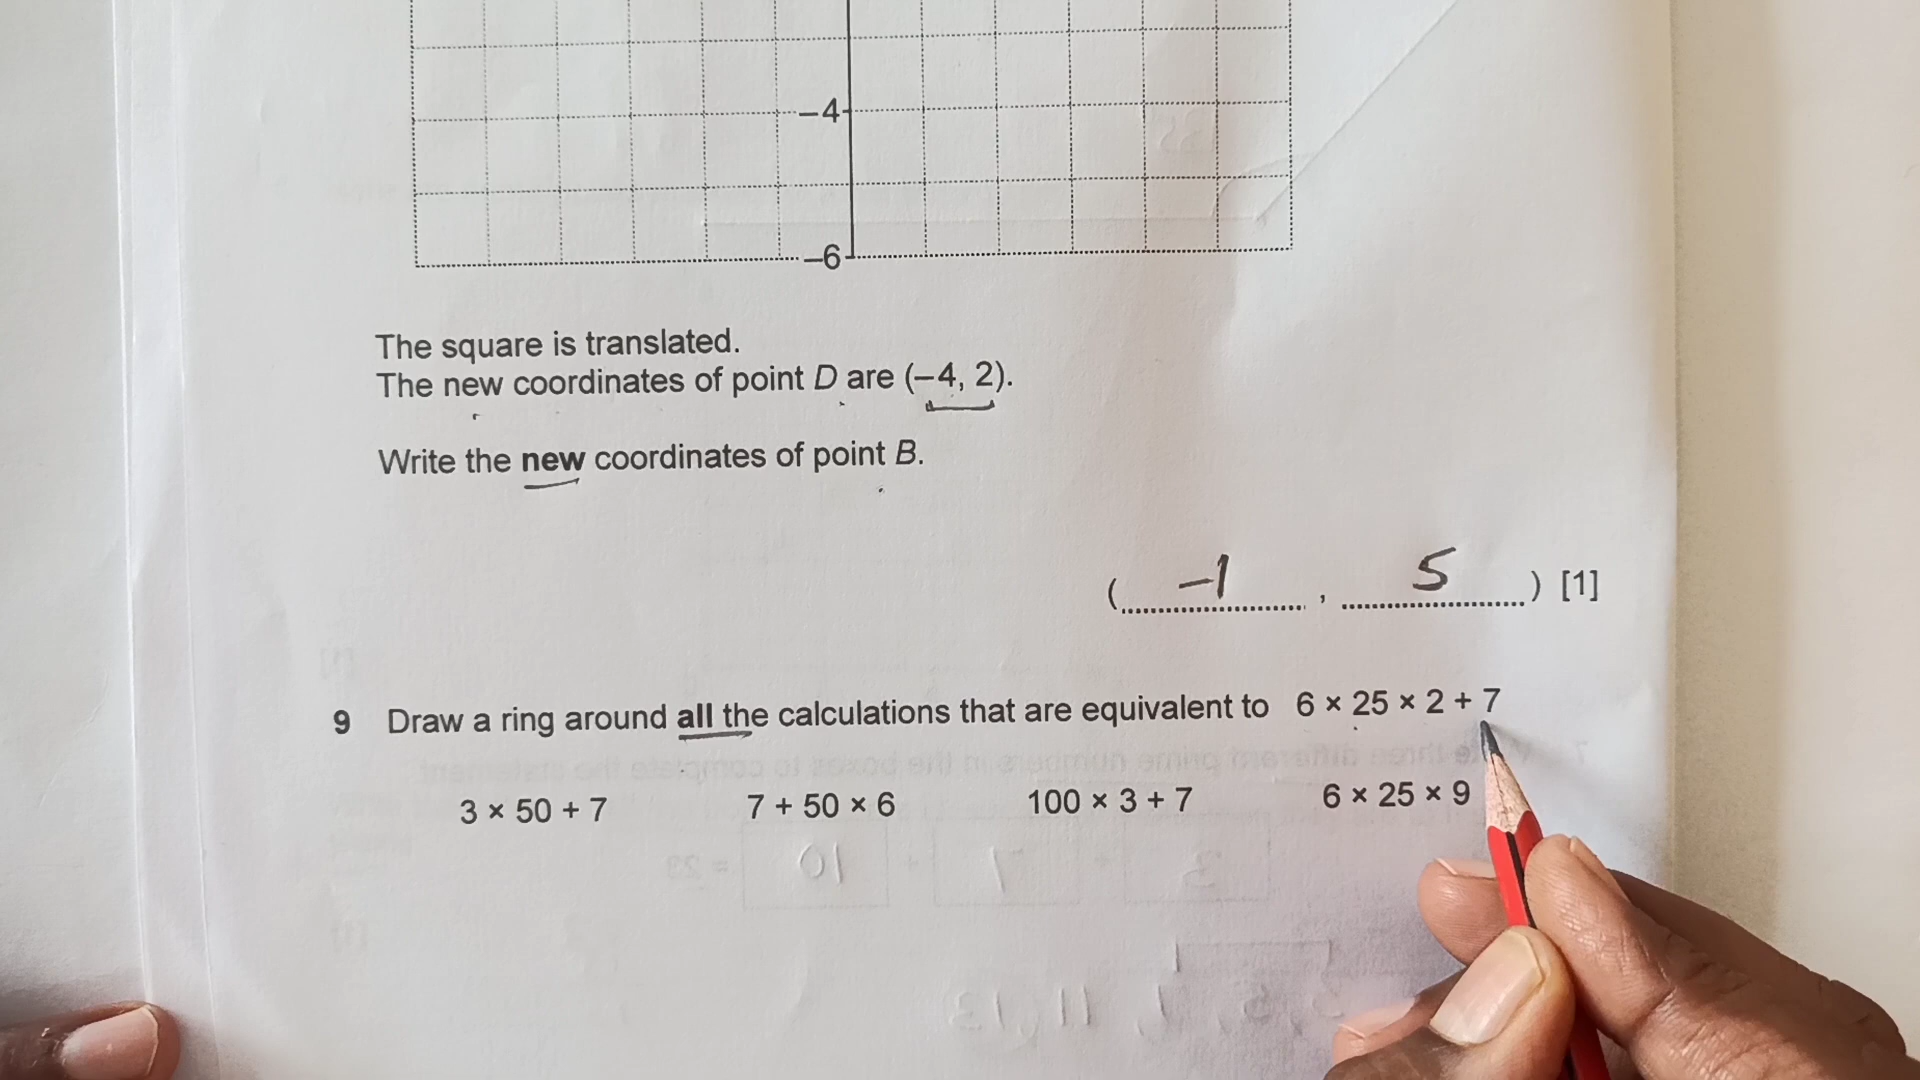 –4
–6
The square is translated.
The new coordinates of point D are (–4, 2).
Write the new coordinates of point B.
( –1 , 5 ) [1]
9 Draw a ring around all the calculations that are equivalent to 6 × 25 × 2 + 7
3 × 50 + 7 7 + 50 × 6 100 × 3 + 7 6 × 25 × 9